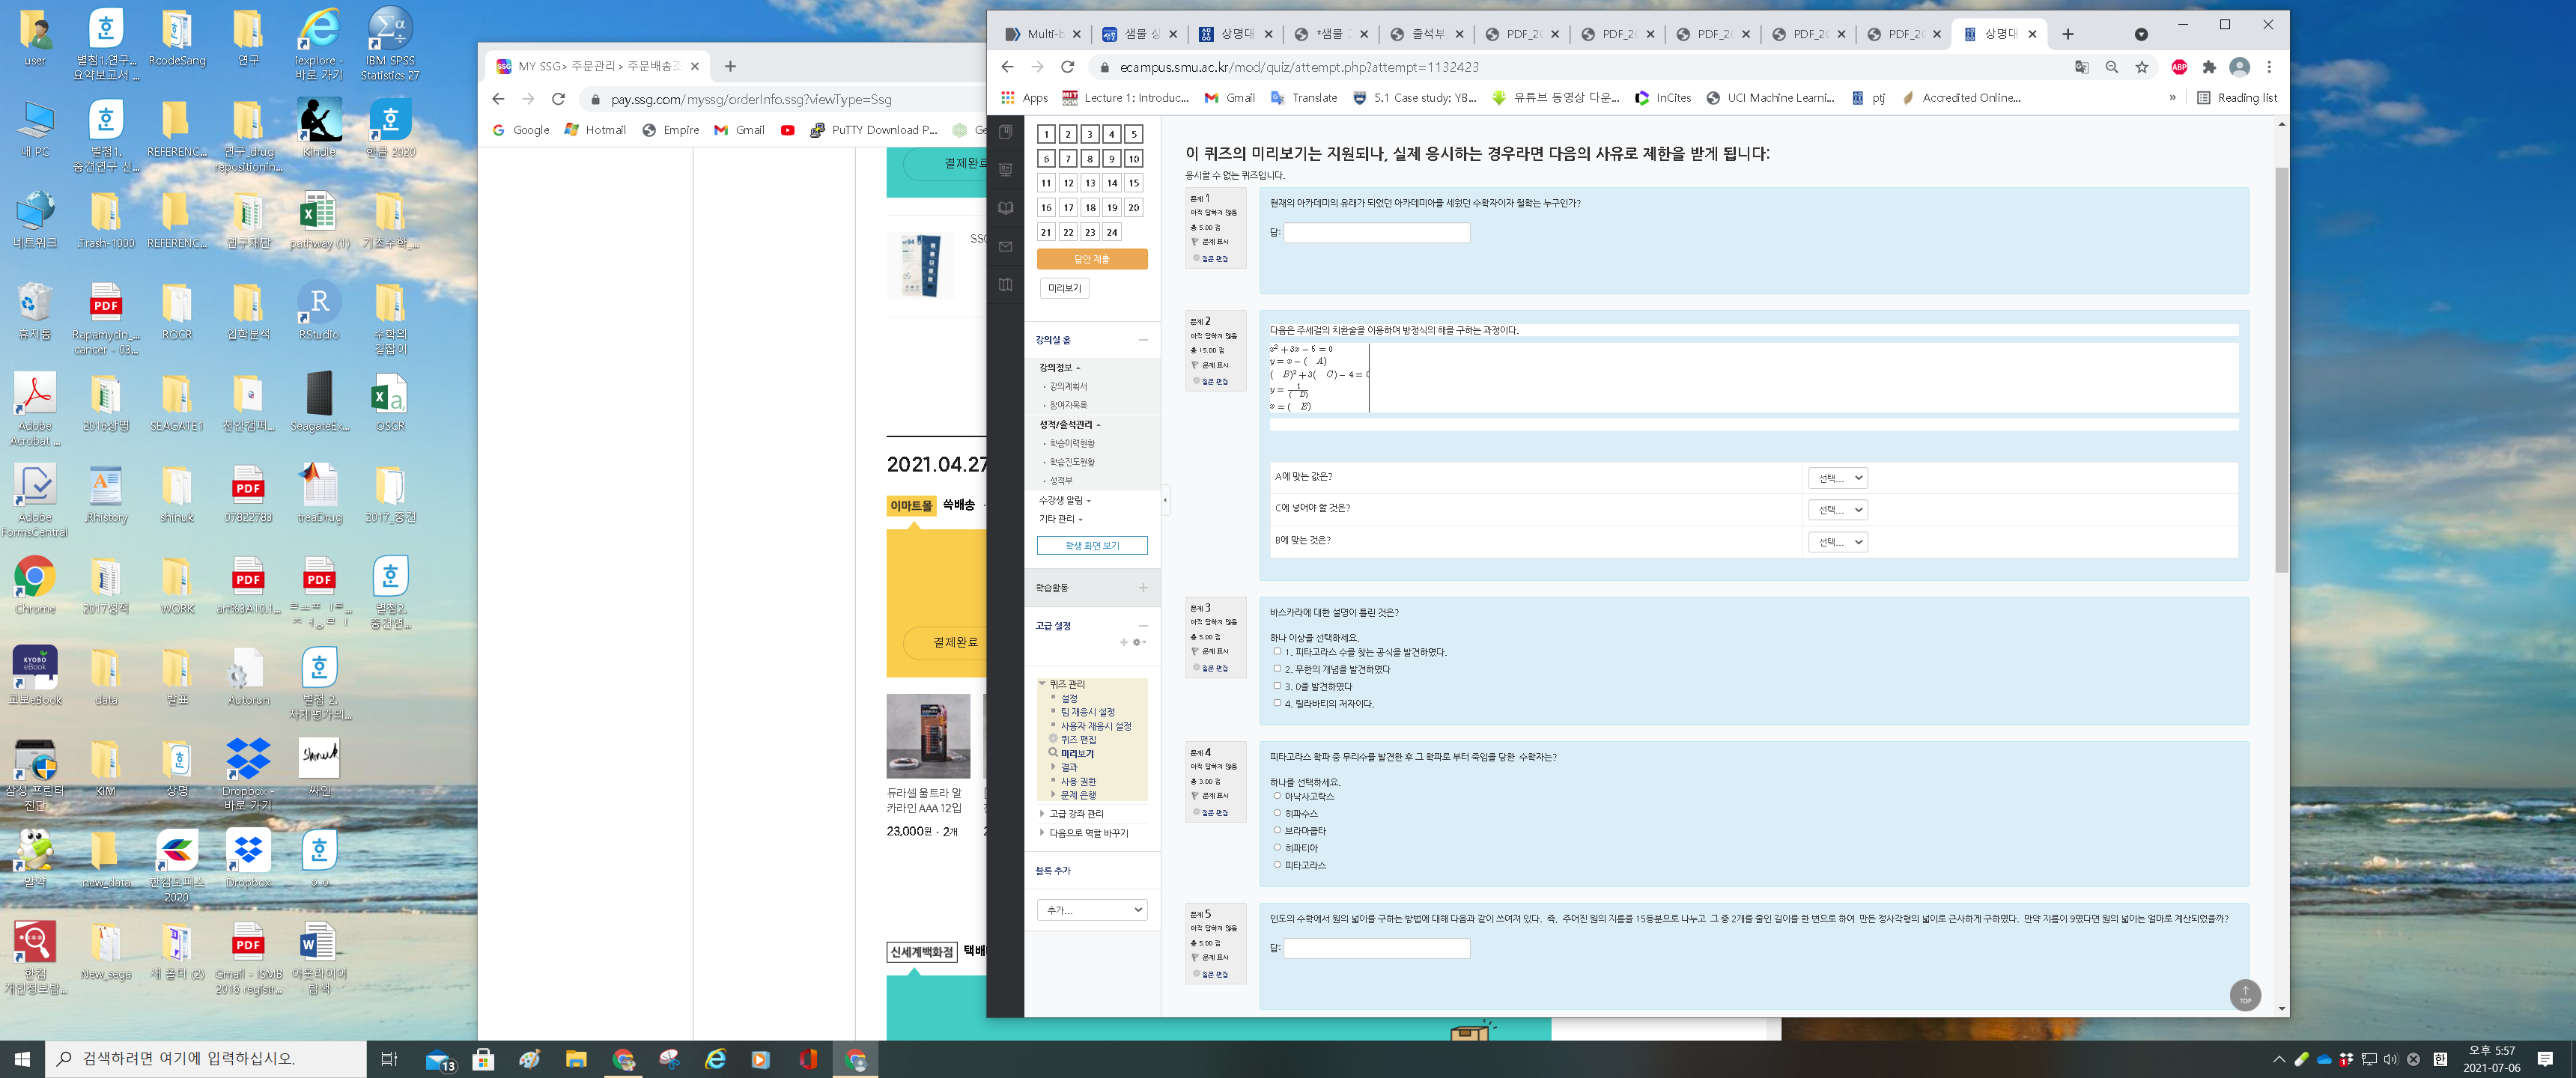 user
별첨1.연구...
요약보고서 ...
RcodeSang
연구
iexplore -
바로 가기
IBM SPSS
Statistics 27
내 PC
별첨1.
중견연구 신...
REFERENC...
연구_drug
repositionin...
Kindle
한글 2020
네트워크
.Trash-1000
REFERENC...
연구재단
pathway (1)
기초수학_...
휴지통
Rapamycin_...
cancer - 03...
ROCR
입학분석
RStudio
수학의
길잡이
Adobe
Acrobat ...
2016상명
SEAGATE1
천안캠퍼...
SeagateEx...
OSCR
Adobe
FormsCentral
.Rhistory
shinuk
07822783
treaDrug
2017_중견
Chrome
2017성적
WORK
art%3A10.1...
별첨2.
중견연...
교보eBook
data
발표
Autorun
별첨 2.
자체평가의...
삼성 프린터
진단
KIM
상명
Dropbox -
바로 가기
싸인
알약
new_data
한컴오피스
2020
Dropbox
한컴
개인정보탐...
New_sega
새 폴더 (2)
Gmail - ISMB
2016 registr...
아웃라이어
탐색
MY SSG> 주문관리> 주문배송조
pay.ssg.com/myssg/orderInfo.ssg?viewType=Ssg
Google
Hotmail
Empire
Gmail
PuTTY Download P...
Ge
결제완료
SSG
2021.04.27
이마트몰
쓱배송
결제완료
듀라셀 울트라 알
카라인 AAA 12입
23,000원 · 2개
신세계백화점
택배
Multi-b
샘물 상
상명대
*샘물 그
출석부
PDF_20
PDF_20
PDF_20
PDF_20
PDF_20
상명대
ecampus.smu.ac.kr/mod/quiz/attempt.php?attempt=1132423
Apps
Lecture 1: Introduc...
Gmail
Translate
5.1 Case study: YB...
유튜브 동영상 다운...
InCites
UCI Machine Learni...
ptj
Accredited Online...
»
Reading list
1 2 3 4 5
6 7 8 9 10
11 12 13 14 15
16 17 18 19 20
21 22 23 24
답안 제출
미리보기
강의실 홈
강의정보
강의계획서
참여자목록
성적/출석관리
학습이력현황
학습진도현황
성적부
수강생 알림
기타 관리
학생 화면 보기
학습활동
고급 설정
퀴즈 관리
설정
팀 재응시 설정
사용자 재응시 설정
퀴즈 편집
미리보기
결과
사용 권한
문제 은행
고급 강좌 관리
다음으로 역할 바꾸기
블록 추가
추가...
이 퀴즈의 미리보기는 지원되나, 실제 응시하는 경우라면 다음의 사유로 제한을 받게 됩니다:
응시할 수 없는 퀴즈입니다.
문제 1
아직 답하지 않음
총 5.00 점
문제 표시
질문 편집
현재의 아카데미의 유래가 되었던 아카데미아를 세웠던 수학자이자 철학는 누구인가?
답:
문제 2
아직 답하지 않음
총 15.00 점
문제 표시
질문 편집
다음은 주세걸의 치환술을 이용하여 방정식의 해를 구하는 과정이다.
x² + 3x − 5 = 0
y = x − ( A)
( B)² + 3( C) − 4 = 0
y = 1/( D)
x = ( E)
A에 맞는 값은?
선택...
C에 넣어야 할 것은?
선택...
B에 맞는 것은?
선택...
문제 3
아직 답하지 않음
총 5.00 점
문제 표시
질문 편집
바스카라에 대한 설명이 틀린 것은?
하나 이상을 선택하세요.
1. 피타고라스 수를 찾는 공식을 발견하였다.
2. 무한의 개념을 발견하였다
3. 0를 발견하였다
4. 릴라바티의 저자이다.
문제 4
아직 답하지 않음
총 3.00 점
문제 표시
질문 편집
피타고라스 학파 중 무리수를 발견한 후 그 학파로 부터 죽임을 당한 수학자는?
하나를 선택하세요.
아낙사고락스
히파수스
브라마굽타
히파티아
피타고라스
문제 5
아직 답하지 않음
총 5.00 점
문제 표시
질문 편집
인도의 수학에서 원의 넓이를 구하는 방법에 대해 다음과 같이 쓰여져 있다. 즉, 주어진 원의 지름을 15등분으로 나누고 그 중 2개를 줄인 길이를 한 변으로 하여 만든 정사각형의 넓이로 근사하게 구하였다. 만약 지름이 9였다면 원의 넓이는 얼마로 계산되었을까?
답:
TOP
검색하려면 여기에 입력하십시오.
13
한
오후 5:57
2021-07-06